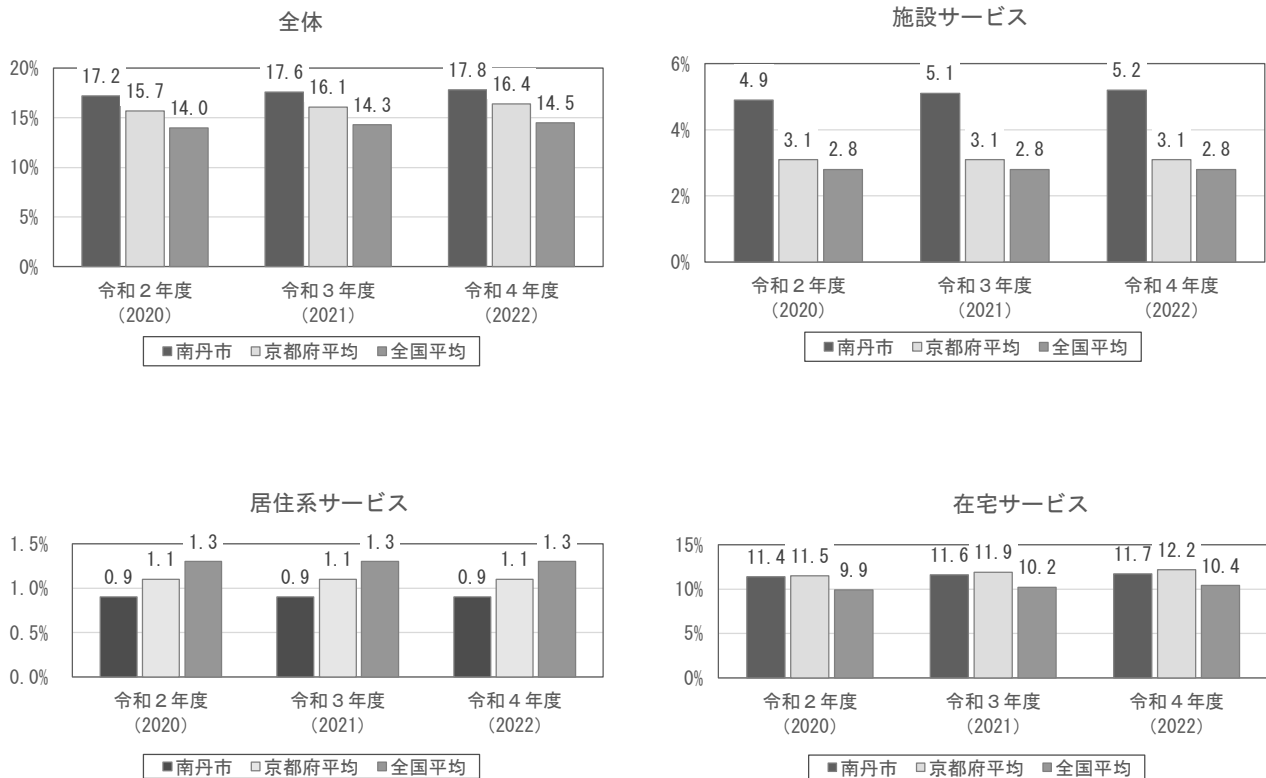 全体
20%
15%
10%
5%
0%
17.2 15.7 14.0
17.6 16.1 14.3
17.8 16.4 14.5
令和2年度 令和3年度 令和4年度
(2020) (2021) (2022)
■南丹市 □京都府平均 ■全国平均
施設サービス
6%
4%
2%
0%
4.9 3.1 2.8
5.1 3.1 2.8
5.2 3.1 2.8
令和2年度 令和3年度 令和4年度
(2020) (2021) (2022)
■南丹市 □京都府平均 ■全国平均
居住系サービス
1.5%
1.0%
0.5%
0.0%
0.9 1.1 1.3
0.9 1.1 1.3
0.9 1.1 1.3
令和2年度 令和3年度 令和4年度
(2020) (2021) (2022)
■南丹市 □京都府平均 ■全国平均
在宅サービス
15%
10%
5%
0%
11.4 11.5 9.9
11.6 11.9 10.2
11.7 12.2 10.4
令和2年度 令和3年度 令和4年度
(2020) (2021) (2022)
■南丹市 □京都府平均 ■全国平均